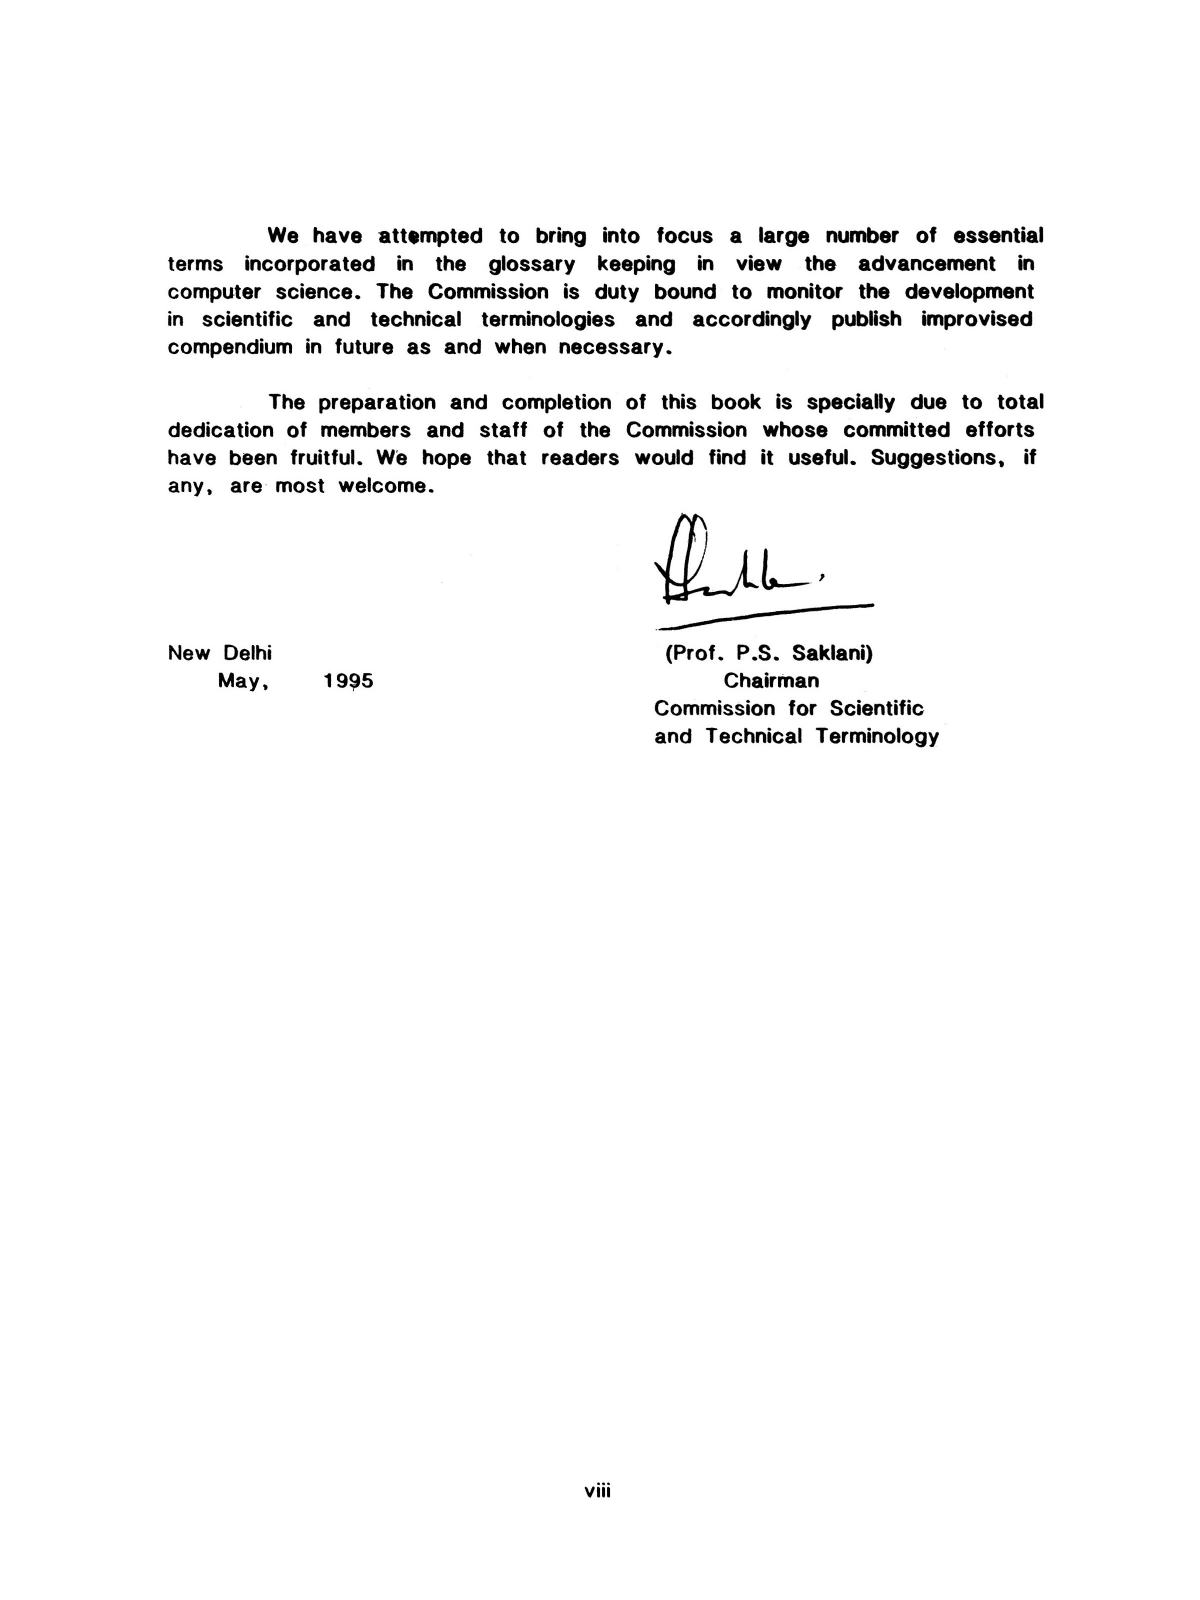 We have attempted to bring into focus a large number of essential
terms incorporated in the glossary keeping in view the advancement in
computer science. The Commission is duty bound to monitor the development
in scientific and technical terminologies and accordingly publish improvised
compendium in future as and when necessary.
The preparation and completion of this book is specially due to total
dedication of members and staff of the Commission whose committed efforts
have been fruitful. We hope that readers would find it useful. Suggestions, if
any, are most welcome.
New Delhi
May, 1995
(Prof. P.S. Saklani)
Chairman
Commission for Scientific
and Technical Terminology
viii